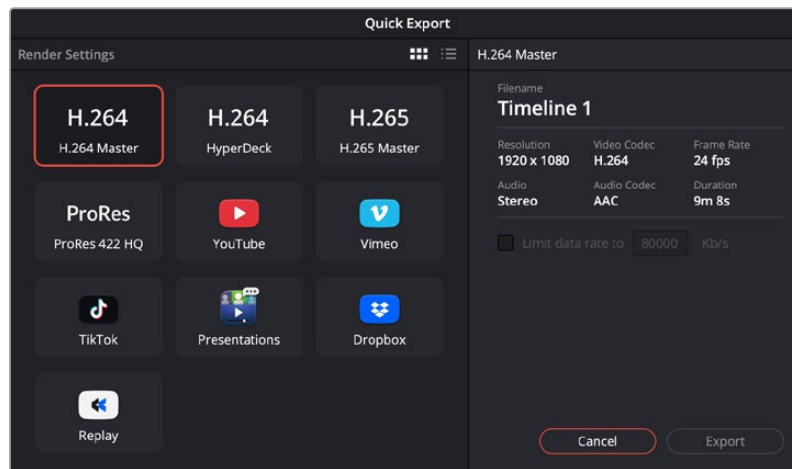 Quick Export
Render Settings
H.264 Master
H.264
H.264 Master
H.264
HyperDeck
H.265
H.265 Master
ProRes
ProRes 422 HQ
YouTube
Vimeo
TikTok
Presentations
Dropbox
Replay
Filename
Timeline 1
Resolution Video Codec Frame Rate
1920 x 1080 H.264 24 fps
Audio Audio Codec Duration
Stereo AAC 9m 8s
Limit data rate to 80000 Kb/s
Cancel Export